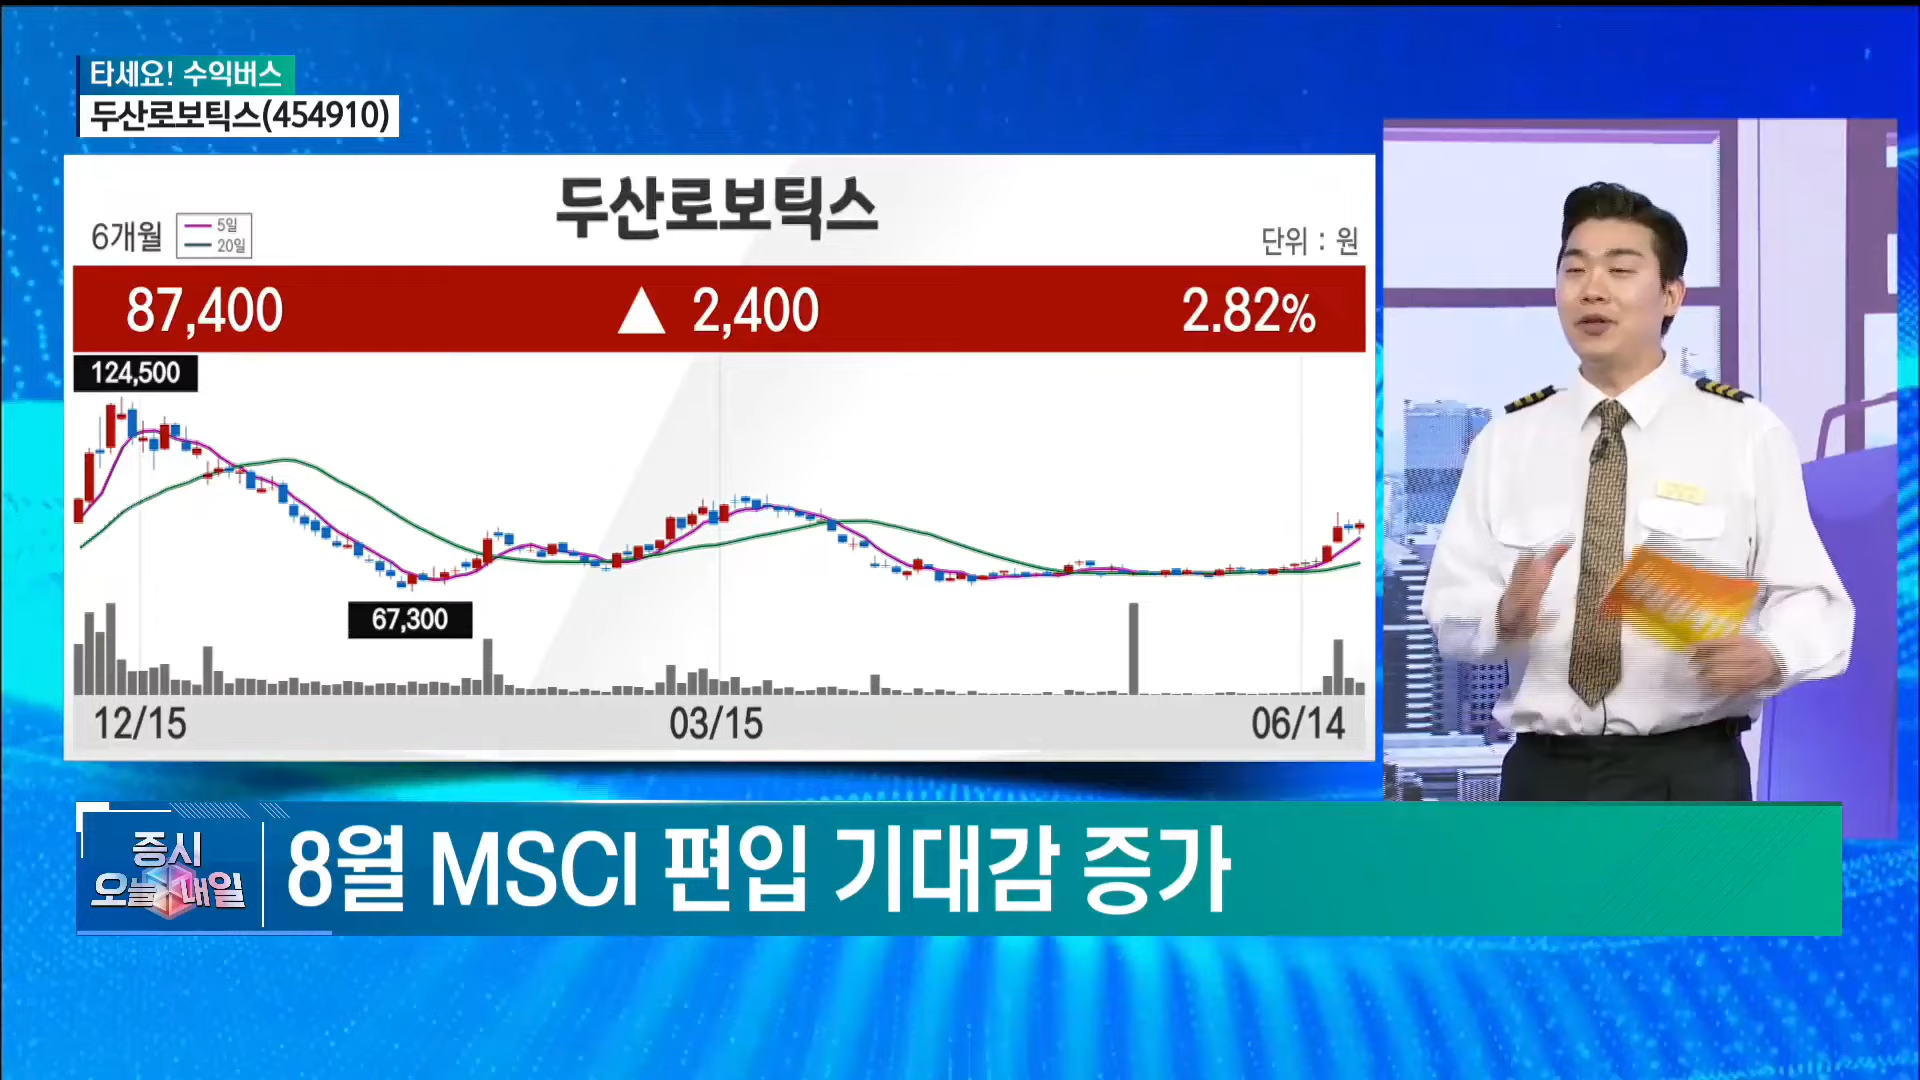 타세요! 수익버스
두산로보틱스(454910)
두산로보틱스
6개월
5일
20일
단위 : 원
87,400 ▲ 2,400 2.82%
124,500
67,300
12/15 03/15 06/14
증시
오늘 내일
8월 MSCI 편입 기대감 증가